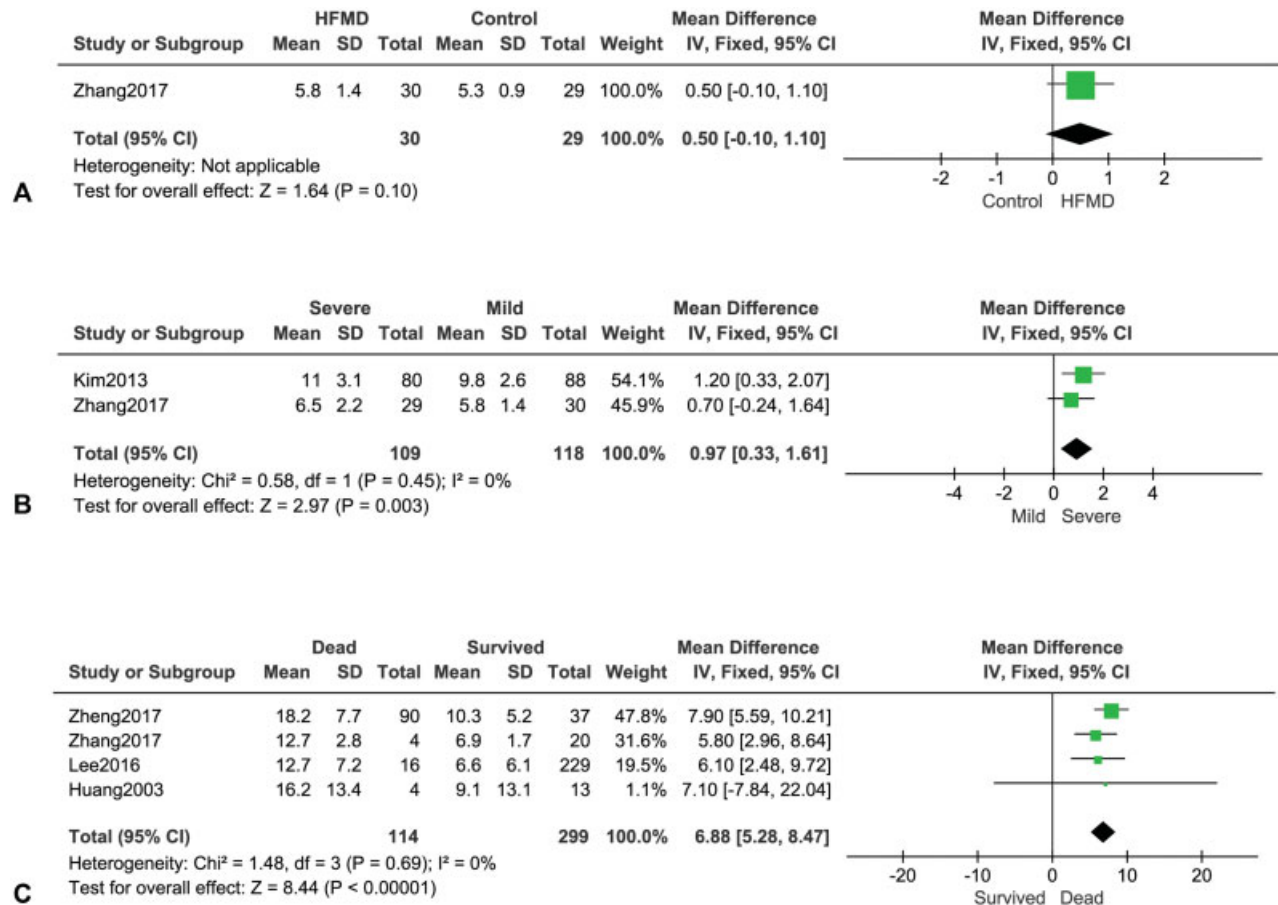 HFMD Control Mean Difference Mean Difference
Study or Subgroup Mean SD Total Mean SD Total Weight IV, Fixed, 95% CI IV, Fixed, 95% CI
Zhang2017 5.8 1.4 30 5.3 0.9 29 100.0% 0.50 [-0.10, 1.10]
Total (95% CI) 30 29 100.0% 0.50 [-0.10, 1.10]
Heterogeneity: Not applicable
Test for overall effect: Z = 1.64 (P = 0.10)
-2 -1 0 1 2
Control HFMD
A
Severe Mild Mean Difference Mean Difference
Study or Subgroup Mean SD Total Mean SD Total Weight IV, Fixed, 95% CI IV, Fixed, 95% CI
Kim2013 11 3.1 80 9.8 2.6 88 54.1% 1.20 [0.33, 2.07]
Zhang2017 6.5 2.2 29 5.8 1.4 30 45.9% 0.70 [-0.24, 1.64]
Total (95% CI) 109 118 100.0% 0.97 [0.33, 1.61]
Heterogeneity: Chi² = 0.58, df = 1 (P = 0.45); I² = 0%
Test for overall effect: Z = 2.97 (P = 0.003)
-4 -2 0 2 4
Mild Severe
B
Dead Survived Mean Difference Mean Difference
Study or Subgroup Mean SD Total Mean SD Total Weight IV, Fixed, 95% CI IV, Fixed, 95% CI
Zheng2017 18.2 7.7 90 10.3 5.2 37 47.8% 7.90 [5.59, 10.21]
Zhang2017 12.7 2.8 4 6.9 1.7 20 31.6% 5.80 [2.96, 8.64]
Lee2016 12.7 7.2 16 6.6 6.1 229 19.5% 6.10 [2.48, 9.72]
Huang2003 16.2 13.4 4 9.1 13.1 13 1.1% 7.10 [-7.84, 22.04]
Total (95% CI) 114 299 100.0% 6.88 [5.28, 8.47]
Heterogeneity: Chi² = 1.48, df = 3 (P = 0.69); I² = 0%
Test for overall effect: Z = 8.44 (P < 0.00001)
-20 -10 0 10 20
Survived Dead
C